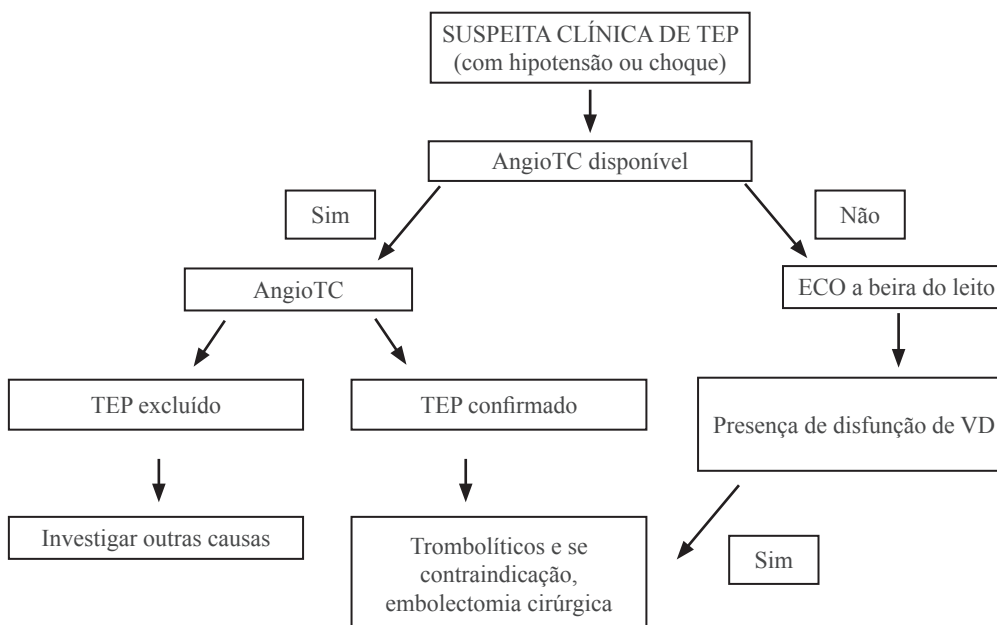 SUSPEITA CLÍNICA DE TEP
(com hipotensão ou choque)
AngioTC disponível
Sim
Não
AngioTC
ECO a beira do leito
TEP excluído
TEP confirmado
Presença de disfunção de VD
Investigar outras causas
Trombolíticos e se
contraindicação,
embolectomia cirúrgica
Sim